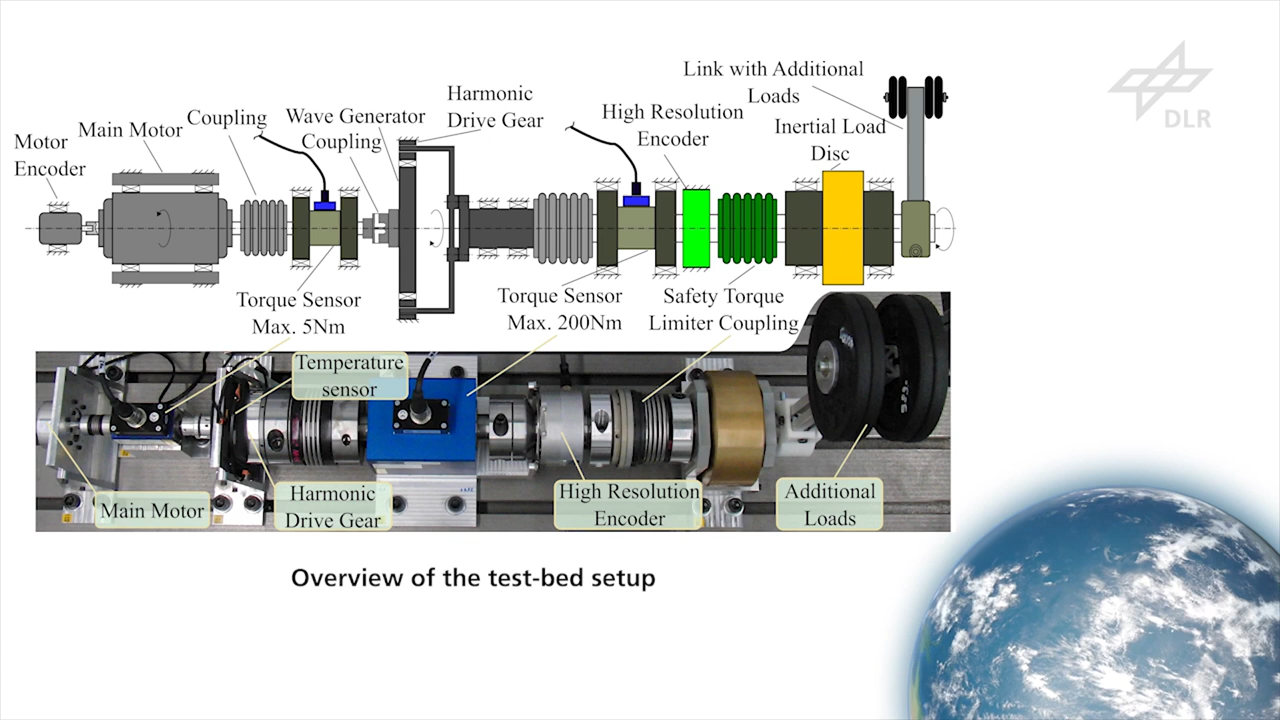 Link with Additional
Loads
DLR
Harmonic
Drive Gear
High Resolution
Encoder
Inertial Load
Disc
Coupling
Wave Generator
Coupling
Main Motor
Motor
Encoder
Torque Sensor
Max. 5Nm
Torque Sensor
Max. 200Nm
Safety Torque
Limiter Coupling
Temperature
sensor
Main Motor
Harmonic
Drive Gear
High Resolution
Encoder
Additional
Loads
Overview of the test-bed setup